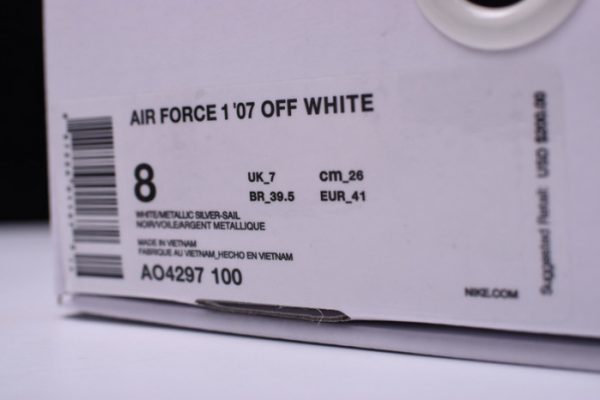 AIR FORCE 1 '07 OFF WHITE
8
UK_7 cm_26
BR_39.5 EUR_41
WHITE/METALLIC SILVER-SAIL
NOIR/VOILE/ARGENT METALLIQUE
MADE IN VIETNAM
FABRIQUE AU VIETNAM_HECHO EN VIETNAM
AO4297 100
NIKE.COM
Suggested Retail: USD $200.00